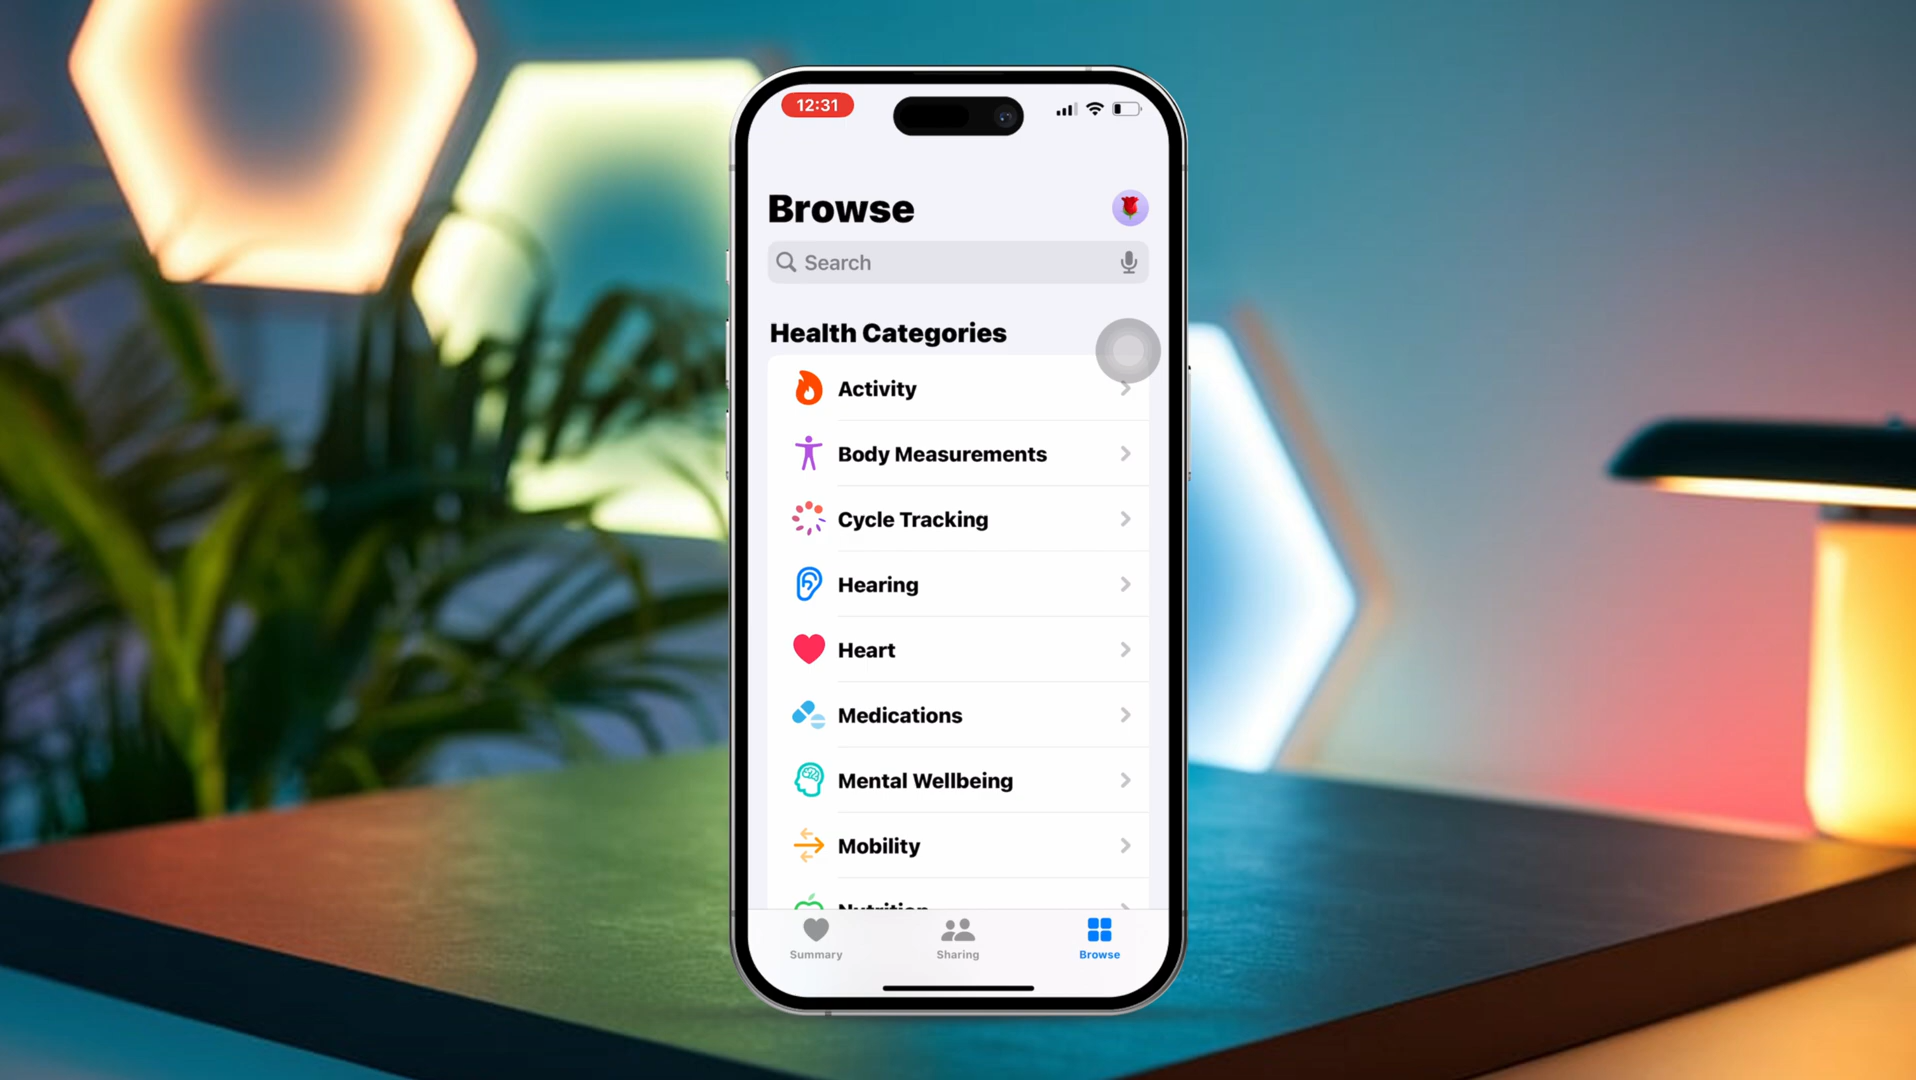 12:31
Browse
Search
Health Categories
Activity
Body Measurements
Cycle Tracking
Hearing
Heart
Medications
Mental Wellbeing
Mobility
Nutrition
Summary
Sharing
Browse